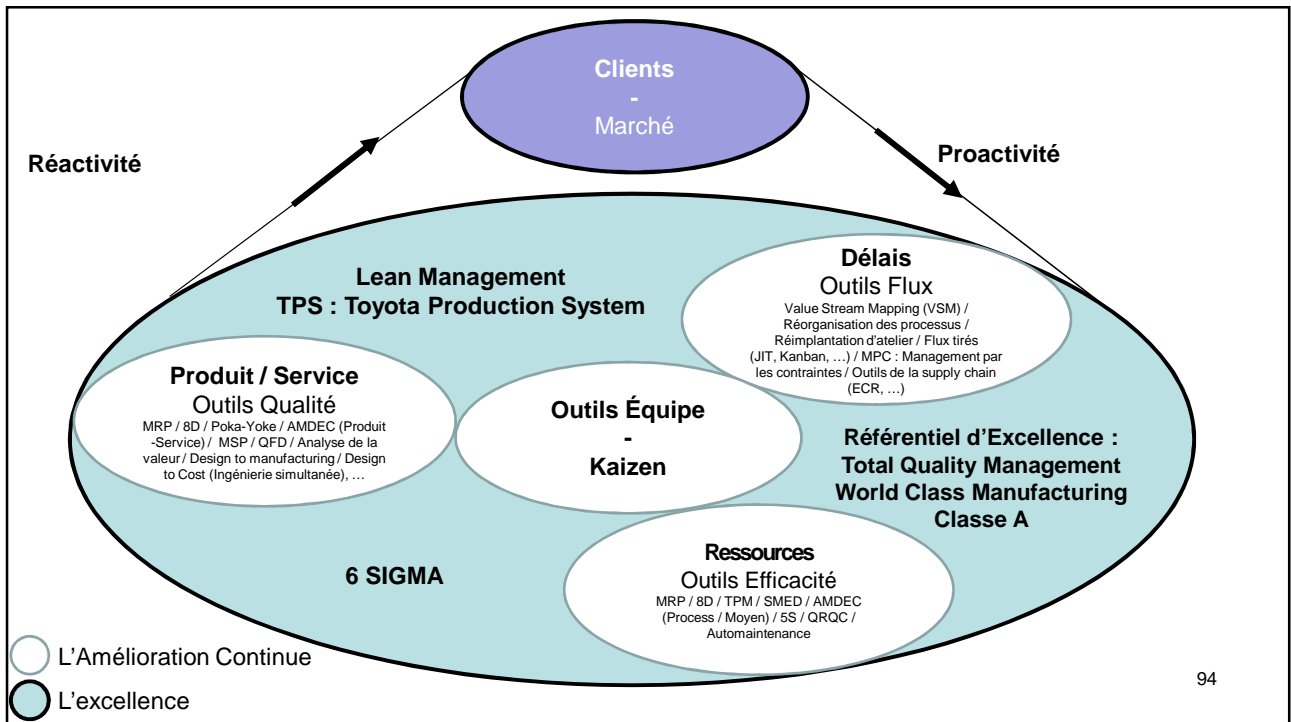 Clients
-
Marché
Réactivité
Proactivité
Lean Management
TPS : Toyota Production System
Délais
Outils Flux
Value Stream Mapping (VSM) /
Réorganisation des processus /
Réimplantation d'atelier / Flux tirés
(JIT, Kanban, …) / MPC : Management par
les contraintes / Outils de la supply chain
(ECR, …)
Produit / Service
Outils Qualité
MRP / 8D / Poka-Yoke / AMDEC (Produit
-Service) / MSP / QFD / Analyse de la
valeur / Design to manufacturing / Design
to Cost (Ingénierie simultanée), …
Outils Équipe
-
Kaizen
Référentiel d'Excellence :
Total Quality Management
World Class Manufacturing
Classe A
6 SIGMA
Ressources
Outils Efficacité
MRP / 8D / TPM / SMED / AMDEC
(Process / Moyen) / 5S / QRQC /
Automaintenance
L'Amélioration Continue
L'excellence
94